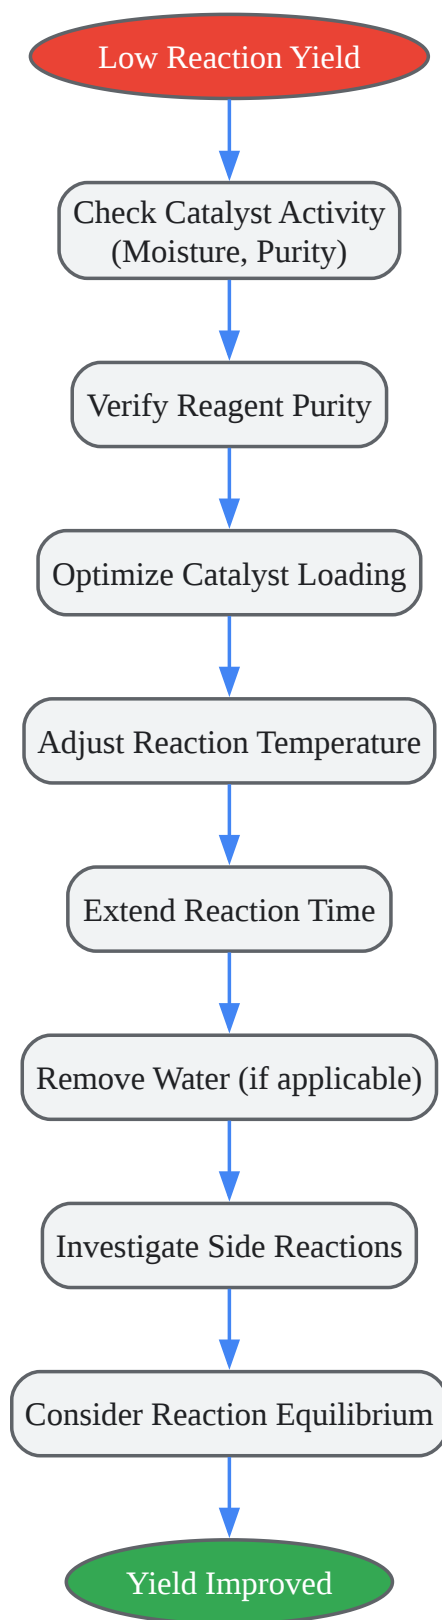 Low Reaction Yield
Check Catalyst Activity
(Moisture, Purity)
Verify Reagent Purity
Optimize Catalyst Loading
Adjust Reaction Temperature
Extend Reaction Time
Remove Water (if applicable)
Investigate Side Reactions
Consider Reaction Equilibrium
Yield Improved